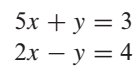 5x + y = 3
2x − y = 4